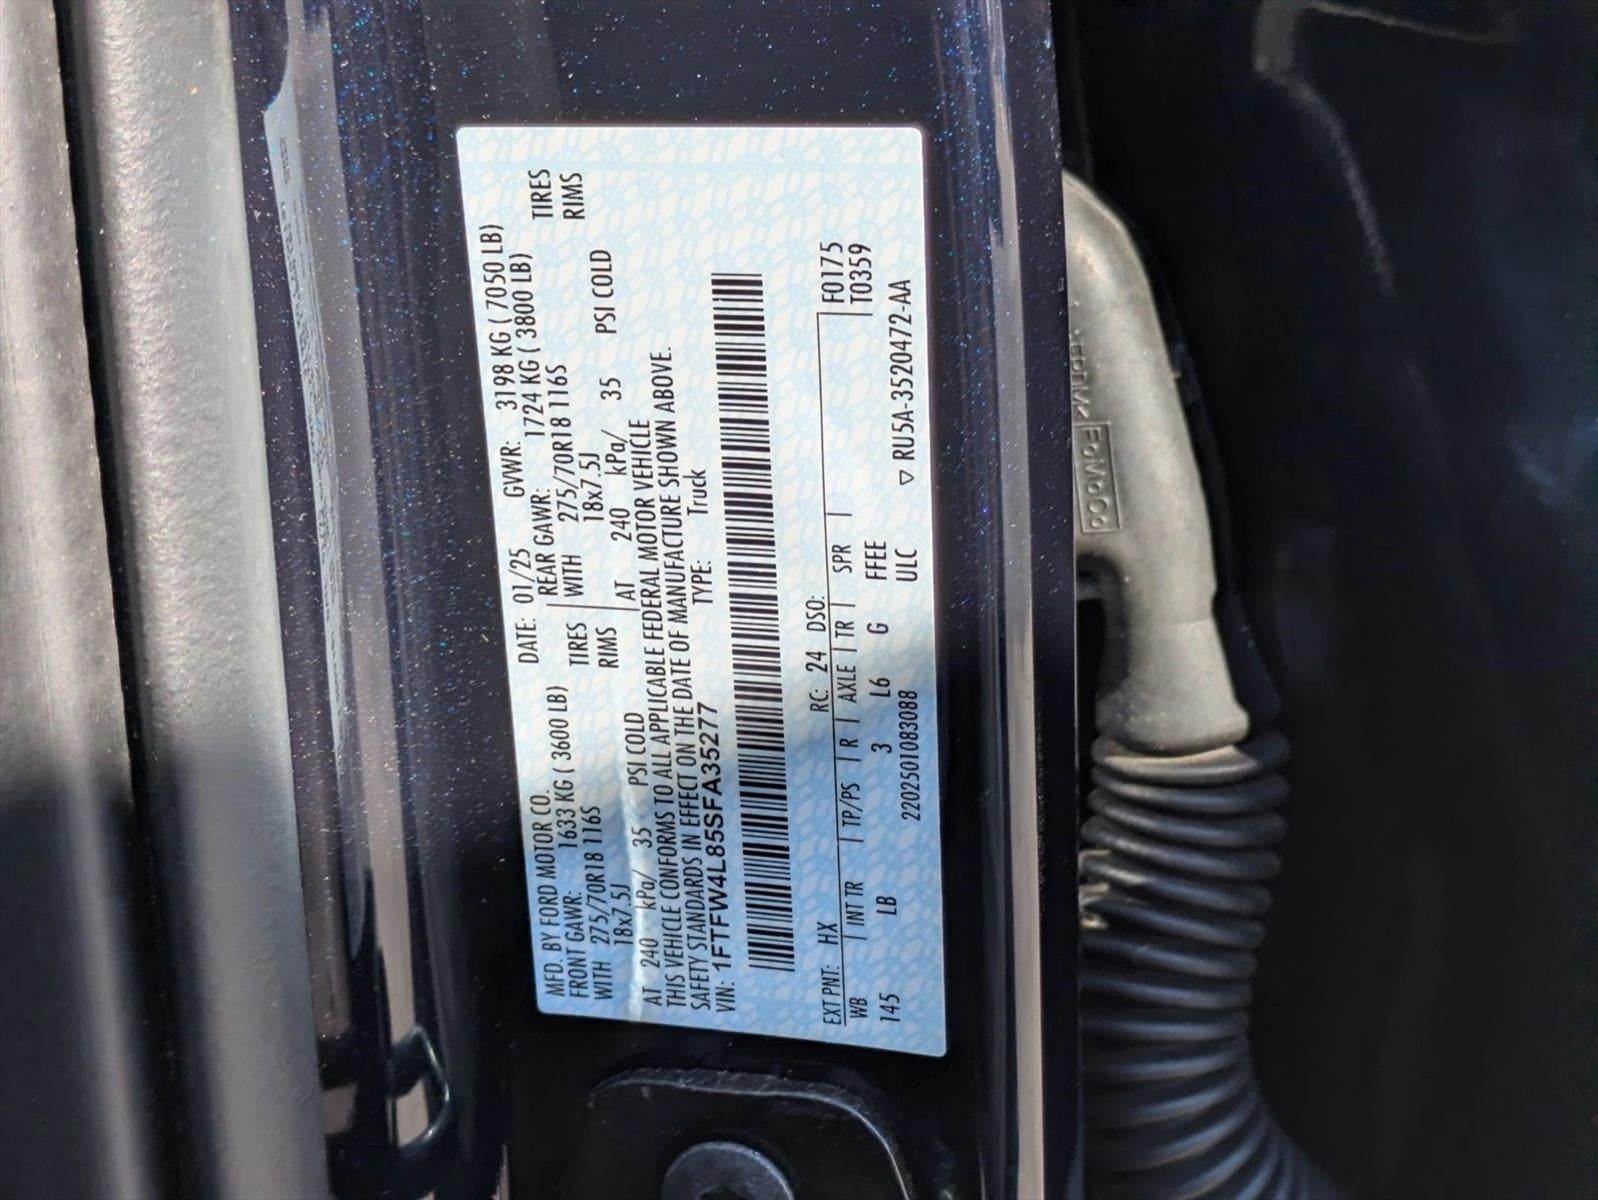 MFD. BY FORD MOTOR CO.
DATE: 01/25 GVWR: 3198 KG ( 7050 LB)
FRONT GAWR: 1633 KG ( 3600 LB) REAR GAWR: 1724 KG ( 3800 LB)
WITH 275/70R18 116S TIRES WITH 275/70R18 116S TIRES
18x7.5J RIMS 18x7.5J RIMS
AT 240 kPa/ 35 PSI COLD AT 240 kPa/ 35 PSI COLD
THIS VEHICLE CONFORMS TO ALL APPLICABLE FEDERAL MOTOR VEHICLE
SAFETY STANDARDS IN EFFECT ON THE DATE OF MANUFACTURE SHOWN ABOVE.
VIN: 1FTFW4L85SFA35277 TYPE: Truck
EXT PNT: HX RC: 24 DSO: F0175
WB INT TR TP/PS R AXLE TR SPR T0359
145 LB 3 L6 G FFEE
220250108​3088 ULC ▽ RU5A-3520472-AA
FoMoCo